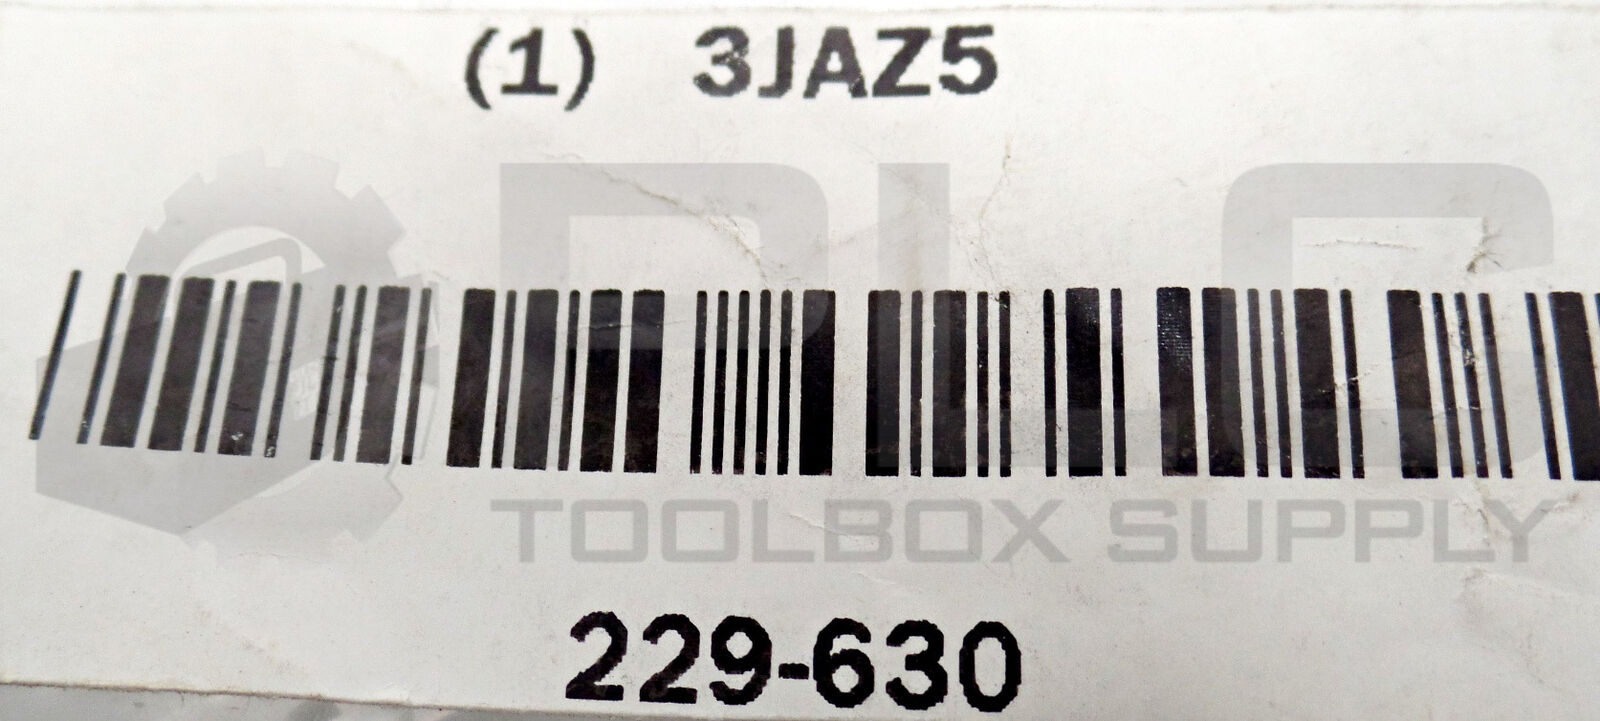 (1) 3JAZ5
PLC
TOOLBOX SUPPLY
229-630